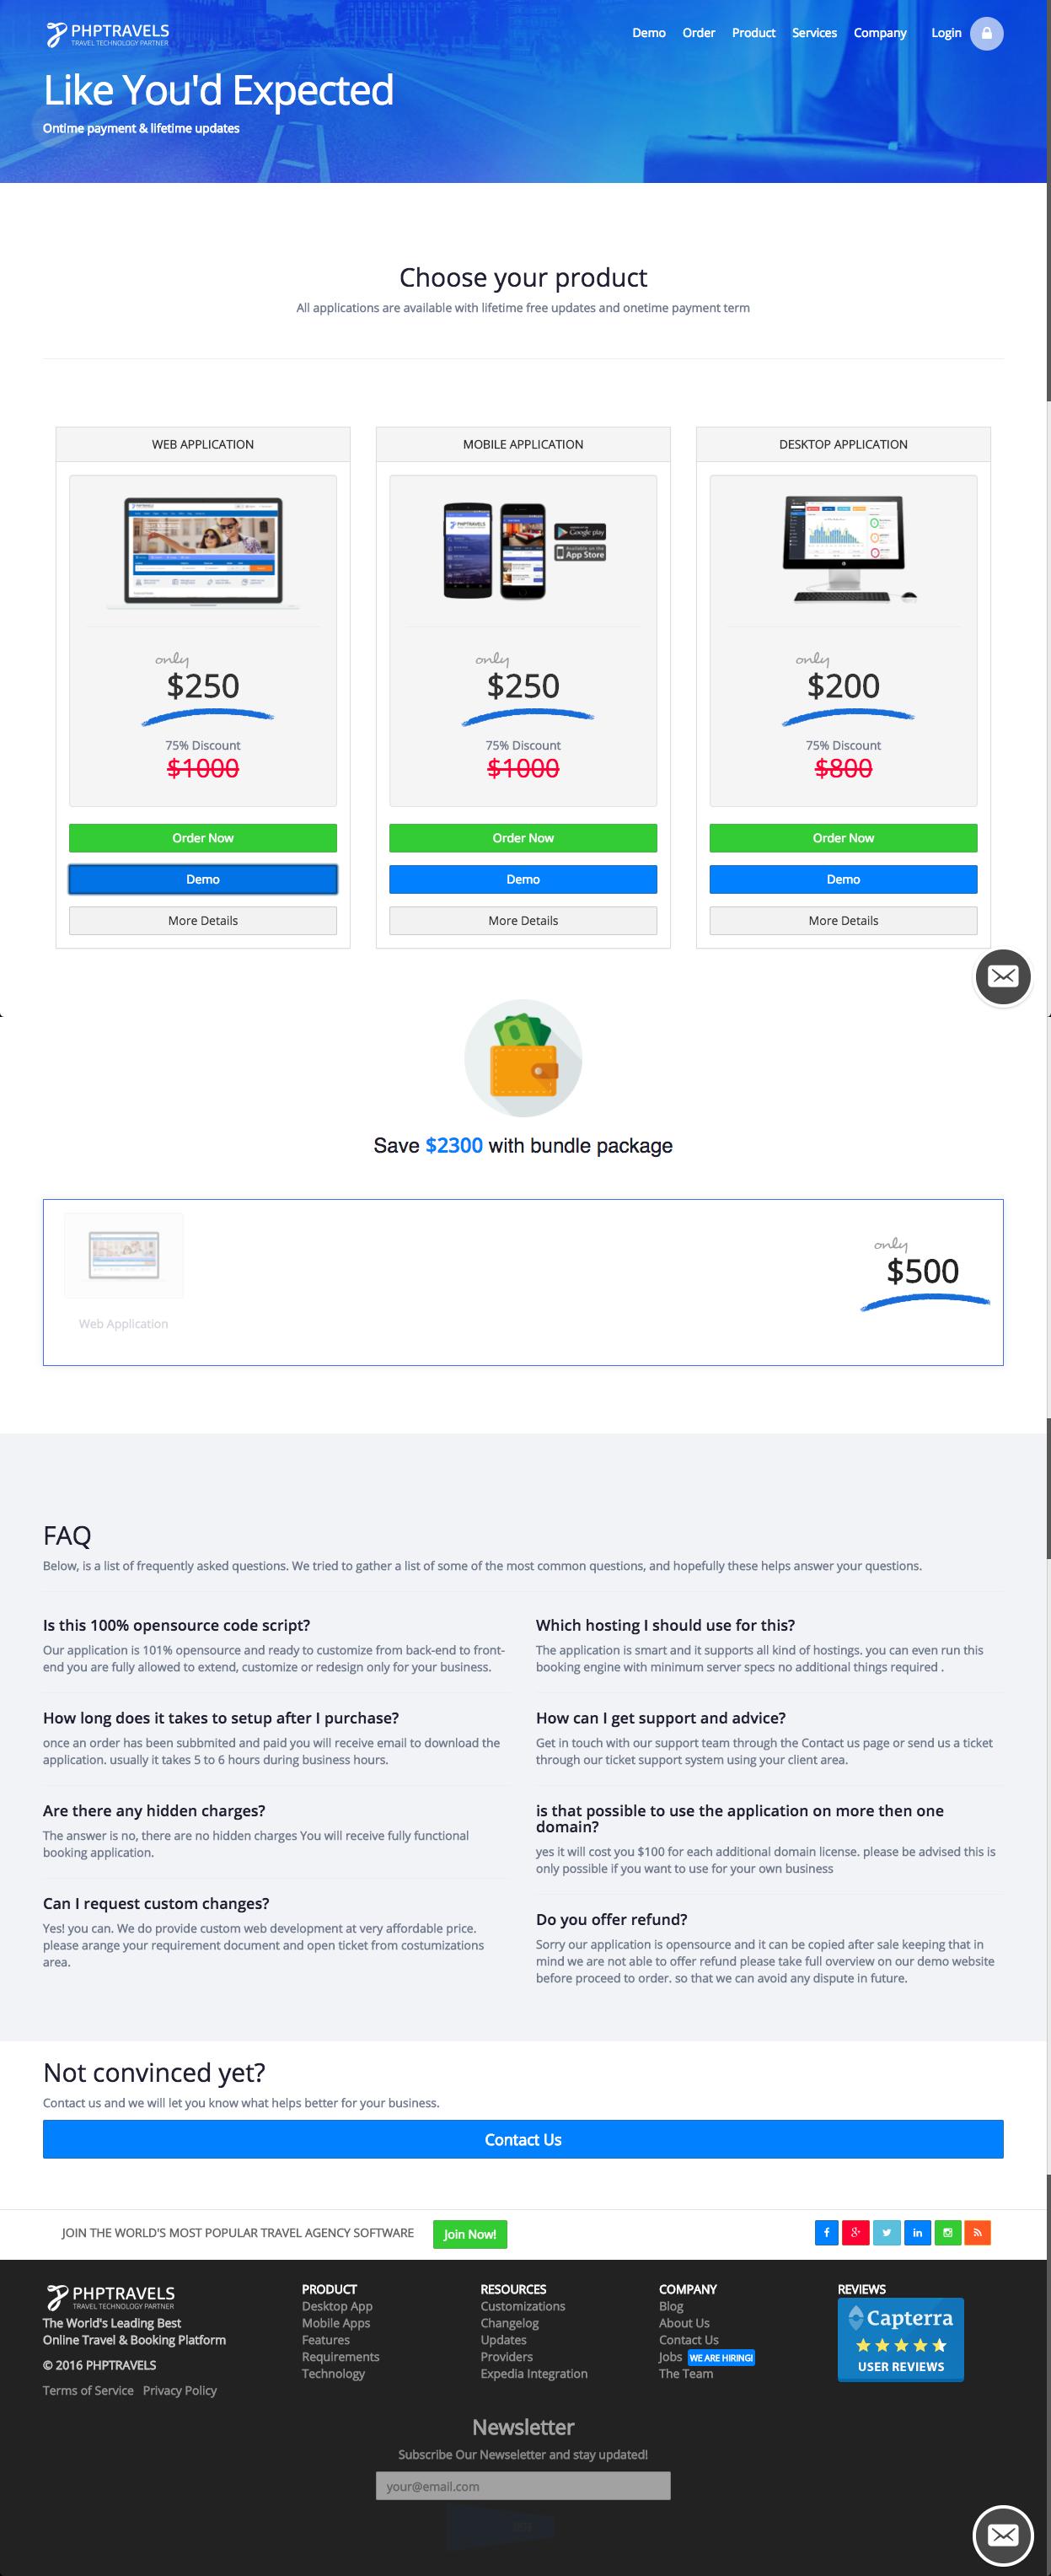 PHPTRAVELS
TRAVEL TECHNOLOGY PARTNER
Demo Order Product Services Company Login
Like You'd Expected
Ontime payment & lifetime updates
Choose your product
All applications are available with lifetime free updates and onetime payment term
WEB APPLICATION
only
$250
75% Discount
$1000
Order Now
Demo
More Details
MOBILE APPLICATION
PHPTRAVELS
Google play
App Store
only
$250
75% Discount
$1000
Order Now
Demo
More Details
DESKTOP APPLICATION
only
$200
75% Discount
$800
Order Now
Demo
More Details
Save $2300 with bundle package
Web Application
only
$500
FAQ
Below, is a list of frequently asked questions. We tried to gather a list of some of the most common questions, and hopefully these helps answer your questions.
Is this 100% opensource code script?
Our application is 101% opensource and ready to customize from back-end to front-
end you are fully allowed to extend, customize or redesign only for your business.
How long does it takes to setup after I purchase?
once an order has been subbmited and paid you will receive email to download the
application. usually it takes 5 to 6 hours during business hours.
Are there any hidden charges?
The answer is no, there are no hidden charges You will receive fully functional
booking application.
Can I request custom changes?
Yes! you can. We do provide custom web development at very affordable price.
please arange your requirement document and open ticket from costumizations
area.
Which hosting I should use for this?
The application is smart and it supports all kind of hostings. you can even run this
booking engine with minimum server specs no additional things required .
How can I get support and advice?
Get in touch with our support team through the Contact us page or send us a ticket
through our ticket support system using your client area.
is that possible to use the application on more then one
domain?
yes it will cost you $100 for each additional domain license. please be advised this is
only possible if you want to use for your own business
Do you offer refund?
Sorry our application is opensource and it can be copied after sale keeping that in
mind we are not able to offer refund please take full overview on our demo website
before proceed to order. so that we can avoid any dispute in future.
Not convinced yet?
Contact us and we will let you know what helps better for your business.
Contact Us
JOIN THE WORLD'S MOST POPULAR TRAVEL AGENCY SOFTWARE
Join Now!
PHPTRAVELS
TRAVEL TECHNOLOGY PARTNER
The World's Leading Best
Online Travel & Booking Platform
© 2016 PHPTRAVELS
Terms of Service Privacy Policy
PRODUCT
Desktop App
Mobile Apps
Features
Requirements
Technology
RESOURCES
Customizations
Changelog
Updates
Providers
Expedia Integration
COMPANY
Blog
About Us
Contact Us
Jobs WE ARE HIRING!
The Team
REVIEWS
Capterra
USER REVIEWS
Newsletter
Subscribe Our Newseletter and stay updated!
your@email.com